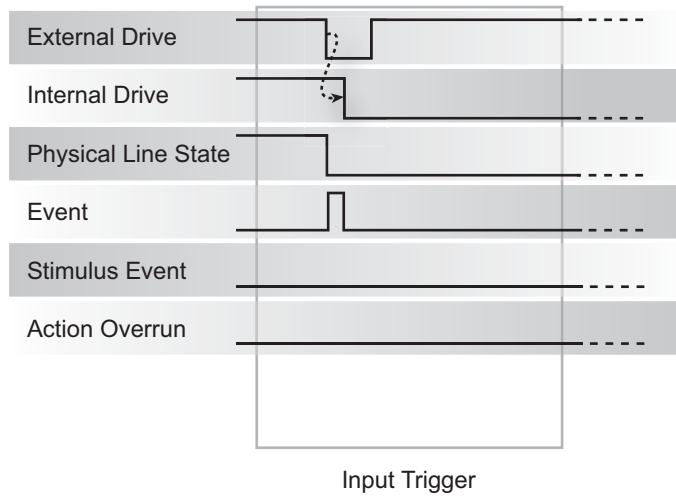 External Drive
Internal Drive
Physical Line State
Event
Stimulus Event
Action Overrun
Input Trigger